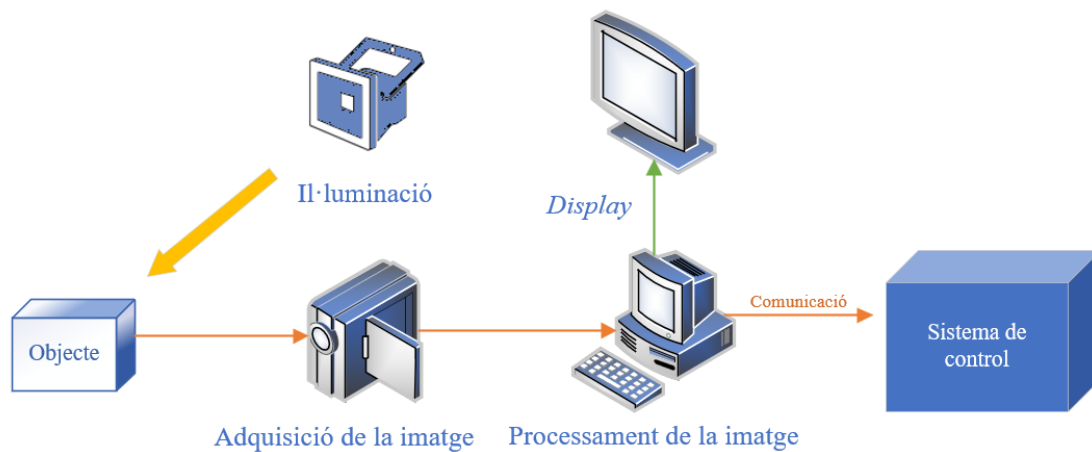 Il·luminació
Display
Objecte
Comunicació
Sistema de
control
Adquisició de la imatge
Processament de la imatge